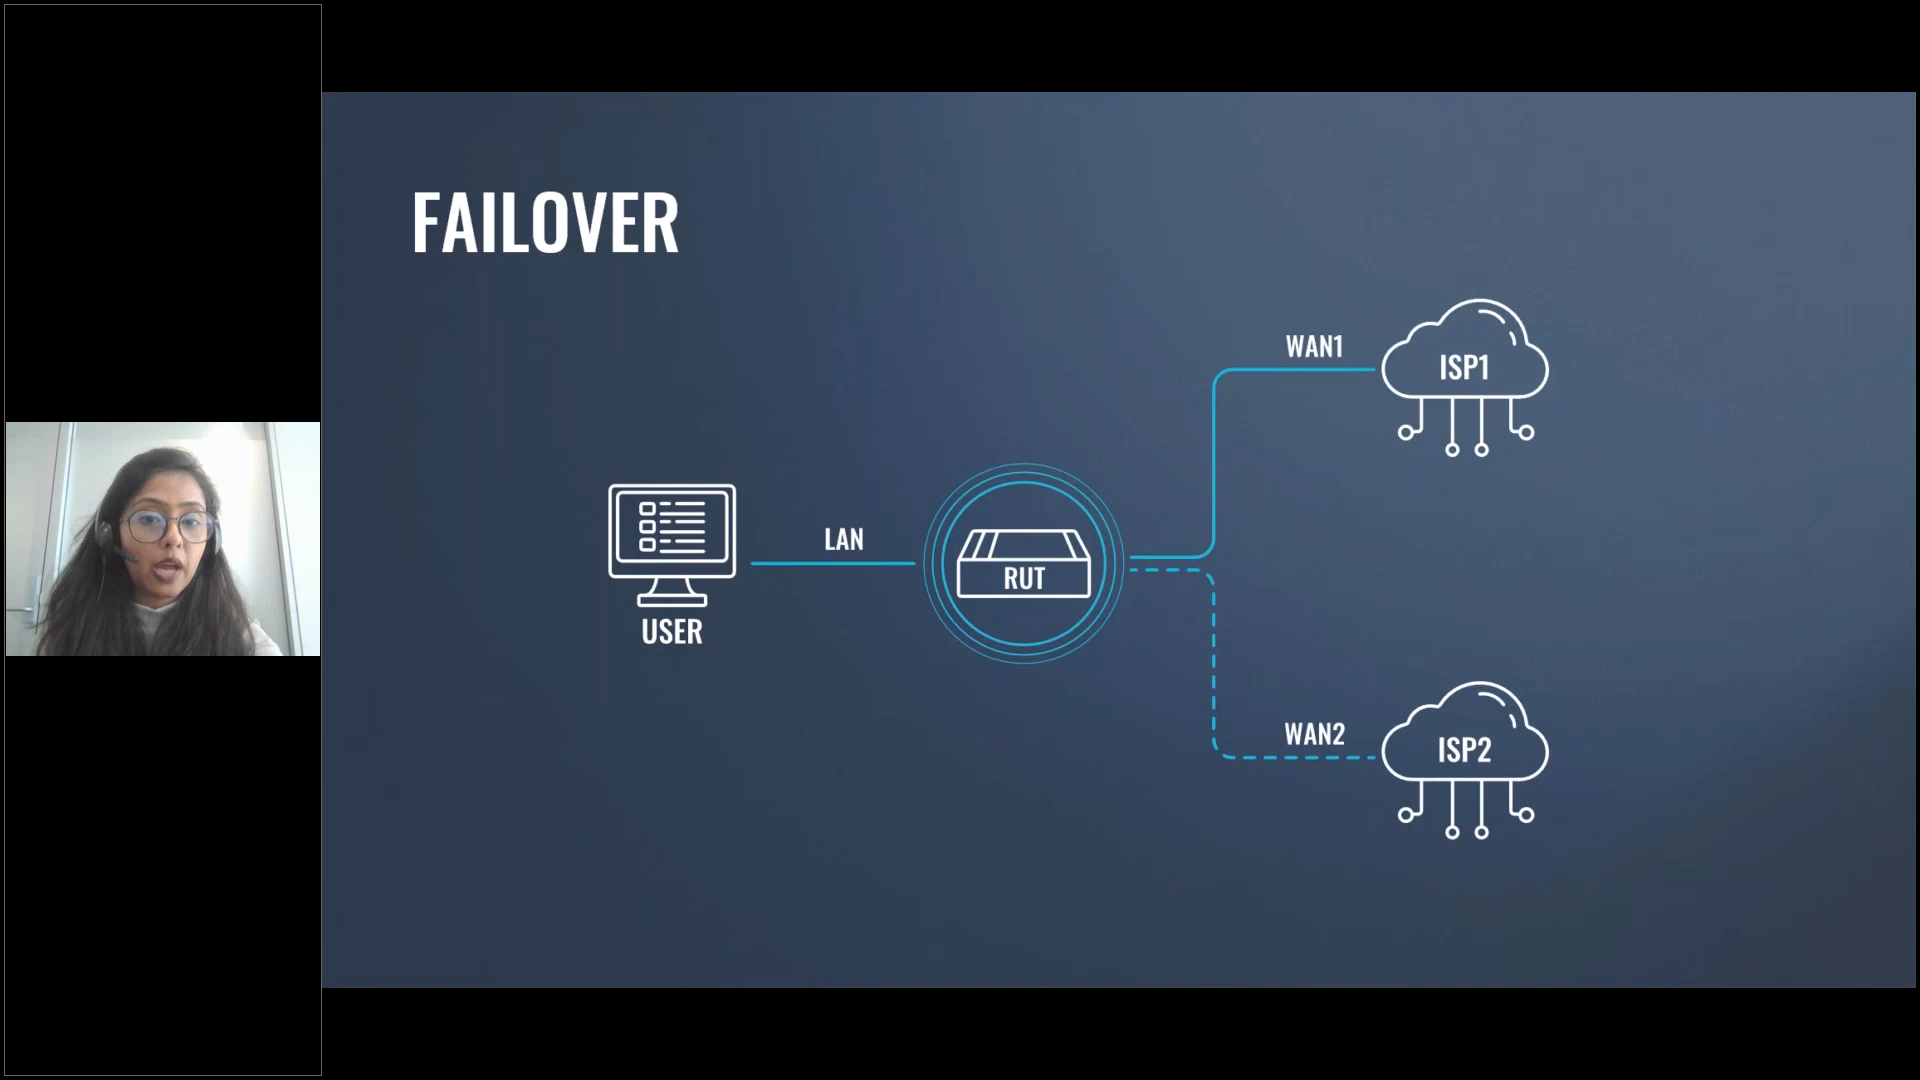 FAILOVER
WAN1
ISP1
LAN
RUT
USER
WAN2
ISP2